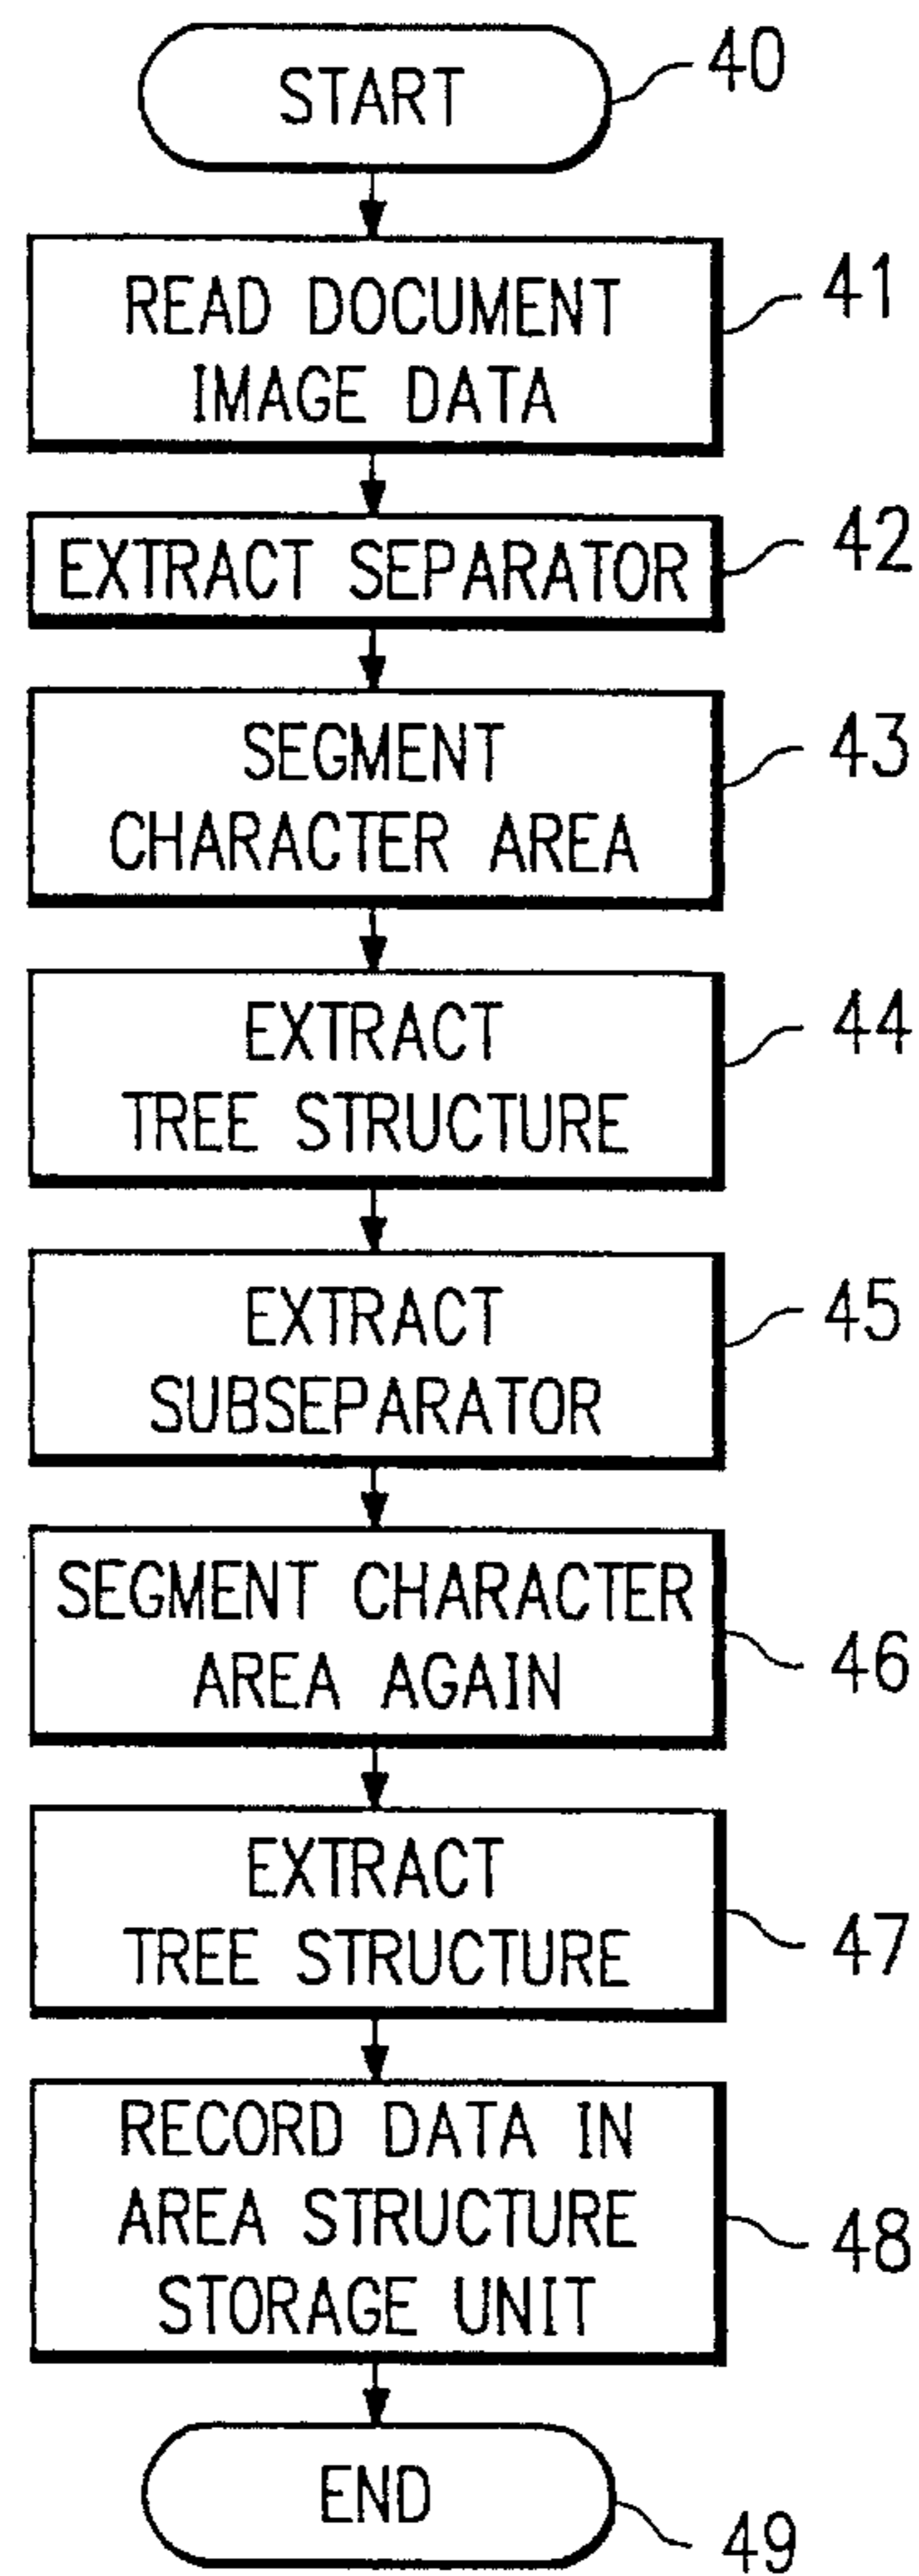 START
40
READ DOCUMENT
IMAGE DATA
41
EXTRACT SEPARATOR
42
SEGMENT
CHARACTER AREA
43
EXTRACT
TREE STRUCTURE
44
EXTRACT
SUBSEPARATOR
45
SEGMENT CHARACTER
AREA AGAIN
46
EXTRACT
TREE STRUCTURE
47
RECORD DATA IN
AREA STRUCTURE
STORAGE UNIT
48
END
49